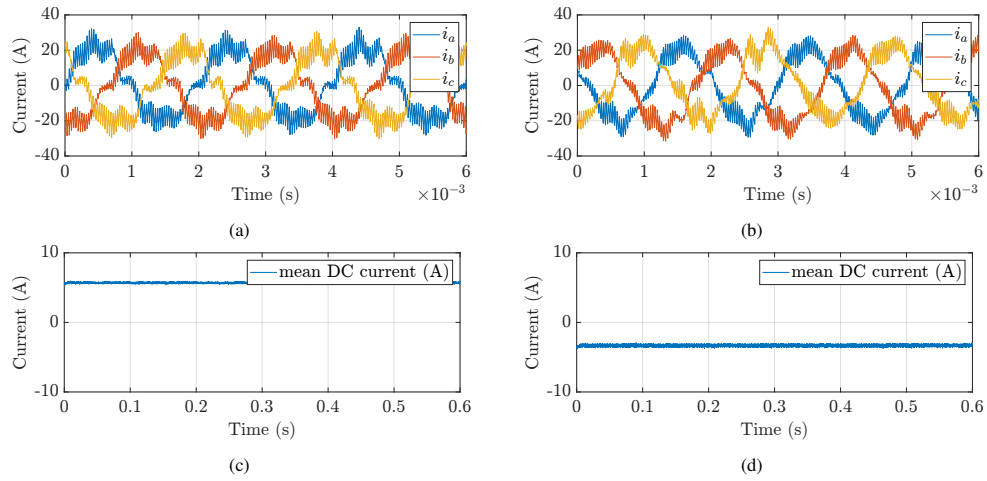 40
20
0
-20
-40
Current (A)
i_a
i_b
i_c
0 1 2 3 4 5 6
Time (s)
×10⁻³
(a)
40
20
0
-20
-40
Current (A)
i_a
i_b
i_c
0 1 2 3 4 5 6
Time (s)
×10⁻³
(b)
10
0
-10
Current (A)
mean DC current (A)
0 0.1 0.2 0.3 0.4 0.5 0.6
Time (s)
(c)
10
0
-10
Current (A)
mean DC current (A)
0 0.1 0.2 0.3 0.4 0.5 0.6
Time (s)
(d)